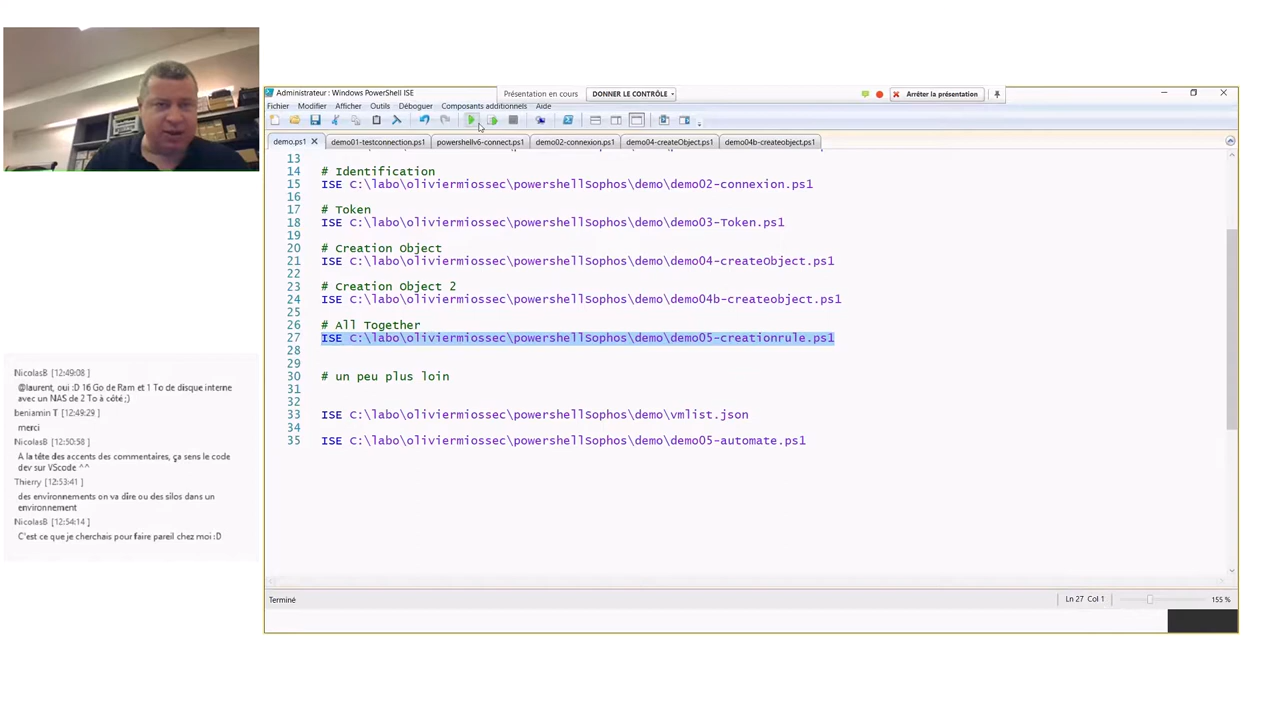 Administrateur : Windows PowerShell ISE
Présentation en cours
DONNER LE CONTRÔLE
Arrêter la présentation
Fichier Modifier Afficher Outils Déboguer Composants additionnels Aide
demo.ps1 demo01-testconnection.ps1 powershellv6-connect.ps1 demo02-connexion.ps1 demo04-createObject.ps1 demo04b-createobject.ps1
13
14 # Identification
15 ISE C:\labo\oliviermiossec\powershellSophos\demo\demo02-connexion.ps1
16
17 # Token
18 ISE C:\labo\oliviermiossec\powershellSophos\demo\demo03-Token.ps1
19
20 # Creation Object
21 ISE C:\labo\oliviermiossec\powershellSophos\demo\demo04-createObject.ps1
22
23 # Creation Object 2
24 ISE C:\labo\oliviermiossec\powershellSophos\demo\demo04b-createobject.ps1
25
26 # All Together
27 ISE C:\labo\oliviermiossec\powershellSophos\demo\demo05-creationrule.ps1
28
29
30 # un peu plus loin
31
32
33 ISE C:\labo\oliviermiossec\powershellSophos\demo\vmlist.json
34
35 ISE C:\labo\oliviermiossec\powershellSophos\demo\demo05-automate.ps1
Terminé
Ln 27 Col 1
155 %
NicolasB [12:49:08 ]
@laurent, oui :D 16 Go de Ram et 1 To de disque interne
avec un NAS de 2 To à côté ;)
benjamin T [12:49:29 ]
merci
NicolasB [12:50:58 ]
A la tête des accents des commentaires, ça sens le code
dev sur VScode ^^
Thierry [12:53:41 ]
des environnements on va dire ou des silos dans un
environnement
NicolasB [12:54:14 ]
C'est ce que je cherchais pour faire pareil chez moi :D